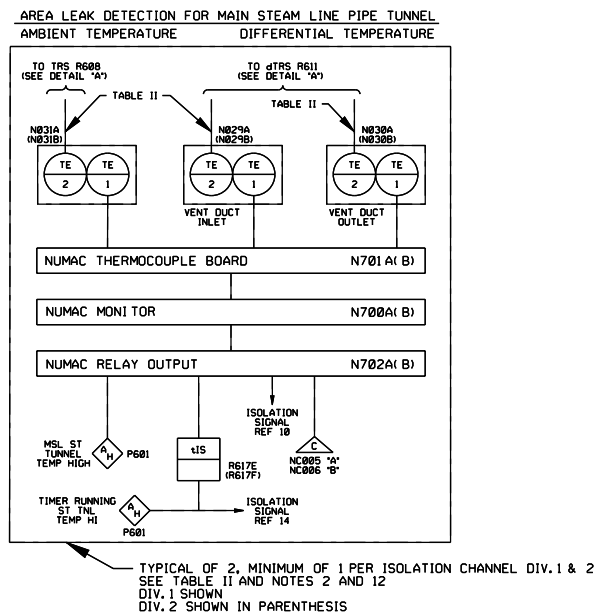 AREA LEAK DETECTION FOR MAIN STEAM LINE PIPE TUNNEL
AMBIENT TEMPERATURE DIFFERENTIAL TEMPERATURE
TO TRS R608
(SEE DETAIL "A")
TO dTRS R611
(SEE DETAIL "A")
TABLE II
TABLE II
N031A
(N031B)
N029A
(N029B)
N030A
(N030B)
TE
2
TE
1
TE
2
TE
1
TE
2
TE
1
VENT DUCT
INLET
VENT DUCT
OUTLET
NUMAC THERMOCOUPLE BOARD N701A(B)
NUMAC MONITOR N700A(B)
NUMAC RELAY OUTPUT N702A(B)
MSL ST
TUNNEL
TEMP HIGH
A
H
P601
tIS
R617E
(R617F)
ISOLATION
SIGNAL
REF 10
C
NC005 "A"
NC006 "B"
TIMER RUNNING
ST TNL
TEMP HI
A
H
P601
ISOLATION
SIGNAL
REF 14
TYPICAL OF 2, MINIMUM OF 1 PER ISOLATION CHANNEL DIV. 1 & 2
SEE TABLE II AND NOTES 2 AND 12
DIV. 1 SHOWN
DIV. 2 SHOWN IN PARENTHESIS